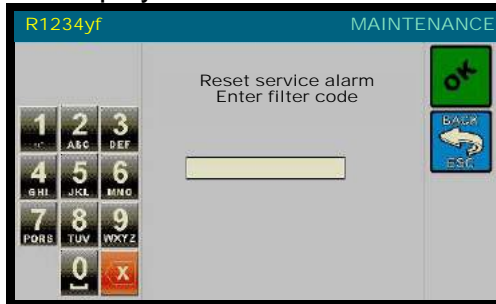 R1234yf MAINTENANCE
Reset service alarm
Enter filter code
OK
BACK
ESC
1 2 3
ABC DEF
4 5 6
GHI JKL MNO
7 8 9
PQRS TUV WXYZ
0 X